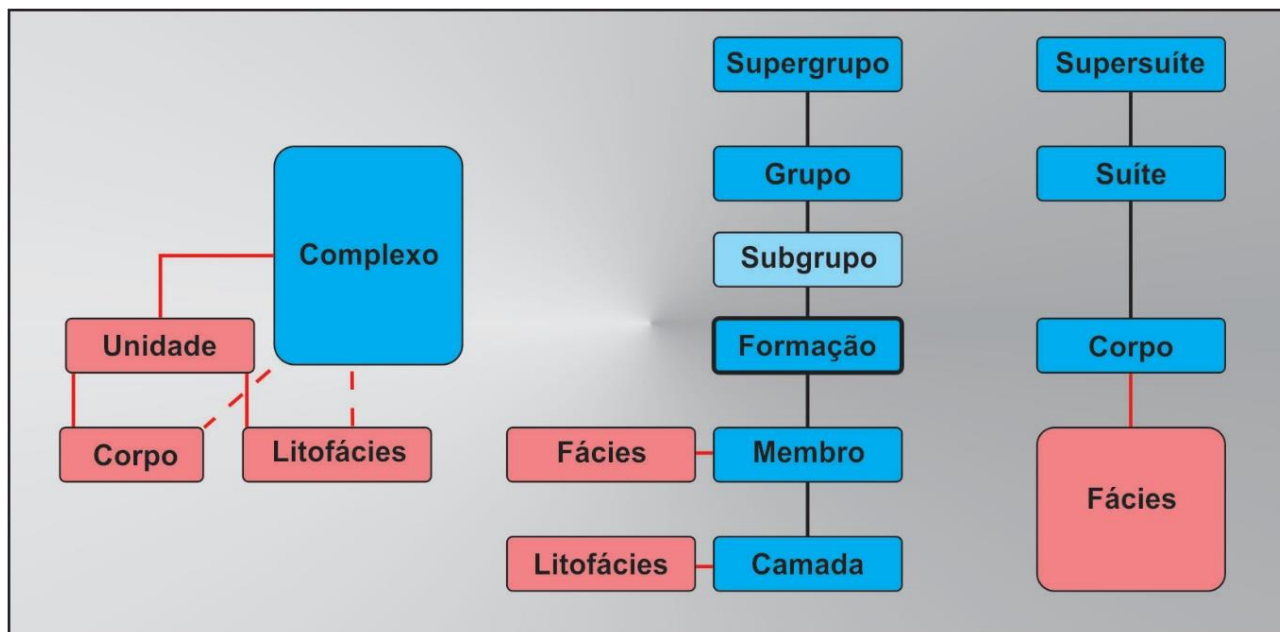 Complexo
Unidade
Corpo
Litofácies
Supergrupo
Grupo
Subgrupo
Formação
Fácies
Membro
Litofácies
Camada
Supersuíte
Suíte
Corpo
Fácies